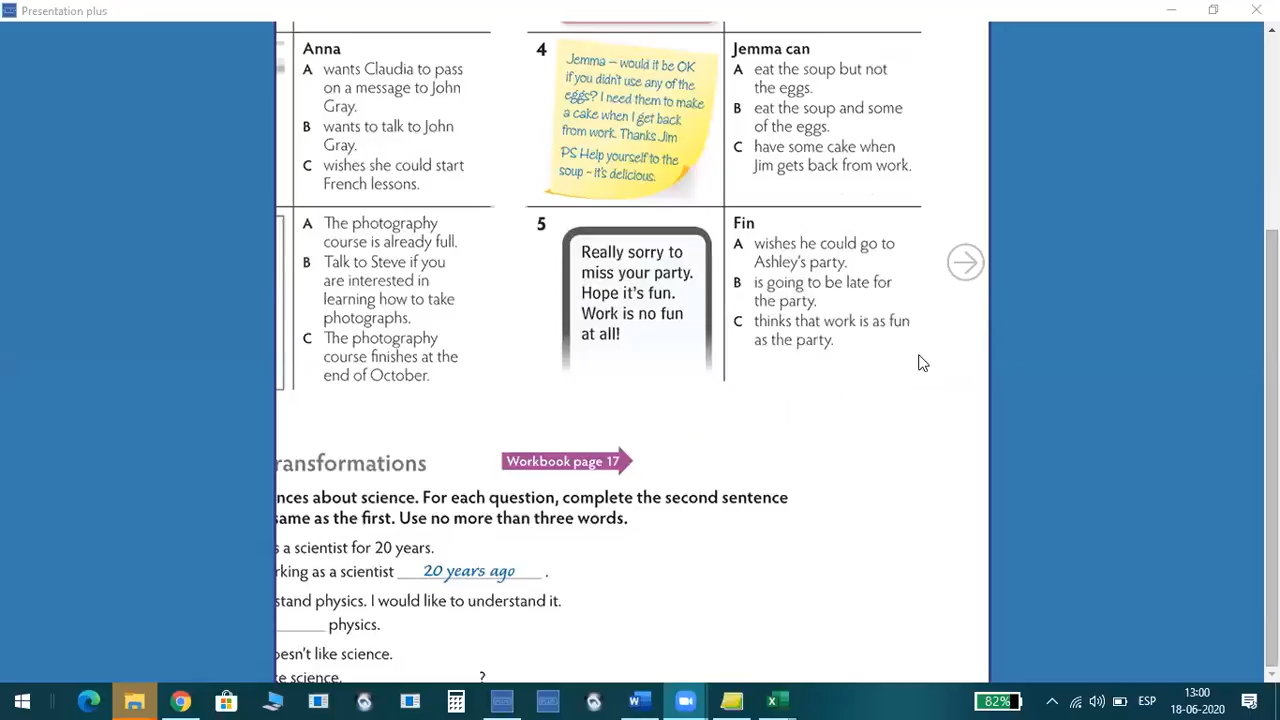 Presentation plus
Anna
A wants Claudia to pass
on a message to John
Gray.
B wants to talk to John
Gray.
C wishes she could start
French lessons.
4
Jemma – would it be OK
if you didn't use any of the
eggs? I need them to make
a cake when I get back
from work. Thanks Jim
PS Help yourself to the
soup – it's delicious.
Jemma can
A eat the soup but not
the eggs.
B eat the soup and some
of the eggs.
C have some cake when
Jim gets back from work.
A The photography
course is already full.
B Talk to Steve if you
are interested in
learning how to take
photographs.
C The photography
course finishes at the
end of October.
5
Really sorry to
miss your party.
Hope it's fun.
Work is no fun
at all!
Fin
A wishes he could go to
Ashley's party.
B is going to be late for
the party.
C thinks that work is as fun
as the party.
ransformations
Workbook page 17
nces about science. For each question, complete the second sentence
same as the first. Use no more than three words.
s a scientist for 20 years.
rking as a scientist 20 years ago .
stand physics. I would like to understand it.
physics.
oesn't like science.
e science. ?
82%
ESP
13:00
18-06-2020